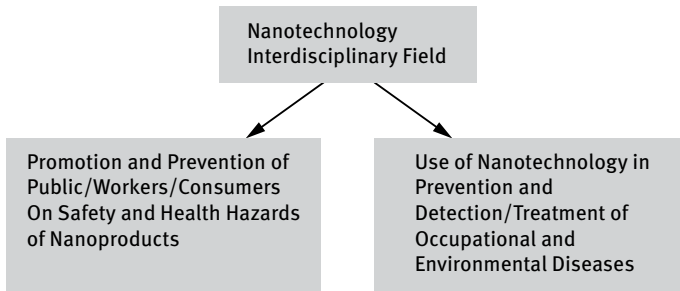 Nanotechnology
Interdisciplinary Field
Promotion and Prevention of
Public/Workers/Consumers
On Safety and Health Hazards
of Nanoproducts
Use of Nanotechnology in
Prevention and
Detection/Treatment of
Occupational and
Environmental Diseases